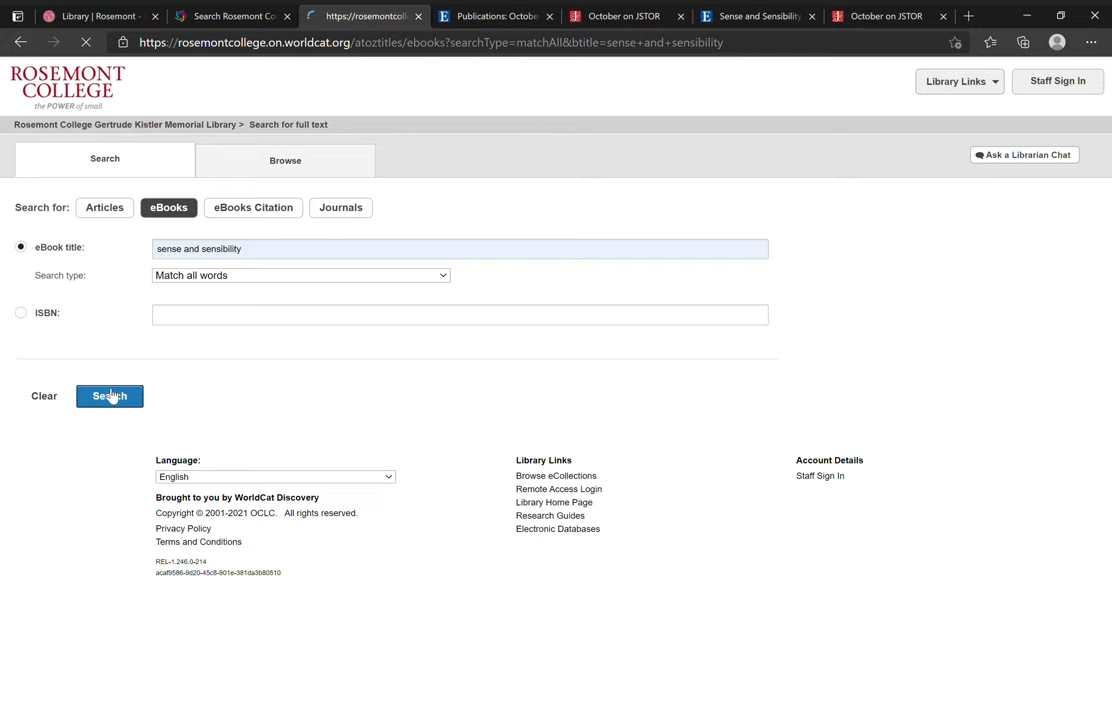 Library | Rosemont -
Search Rosemont Co
https://rosemontcolle
Publications: Octobe
October on JSTOR
Sense and Sensibility
October on JSTOR
https://rosemontcollege.on.worldcat.org/atoztitles/ebooks?searchType=matchAll&btitle=sense+and+sensibility
ROSEMONT
COLLEGE
the POWER of small
Library Links
Staff Sign In
Rosemont College Gertrude Kistler Memorial Library > Search for full text
Search
Browse
Ask a Librarian Chat
Search for:
Articles
eBooks
eBooks Citation
Journals
eBook title:
sense and sensibility
Search type:
Match all words
ISBN:
Clear
Search
Language:
English
Brought to you by WorldCat Discovery
Copyright © 2001-2021 OCLC. All rights reserved.
Privacy Policy
Terms and Conditions
REL-1.246.0-214
acaf9586-9d20-45c8-901e-381da3b80510
Library Links
Browse eCollections
Remote Access Login
Library Home Page
Research Guides
Electronic Databases
Account Details
Staff Sign In